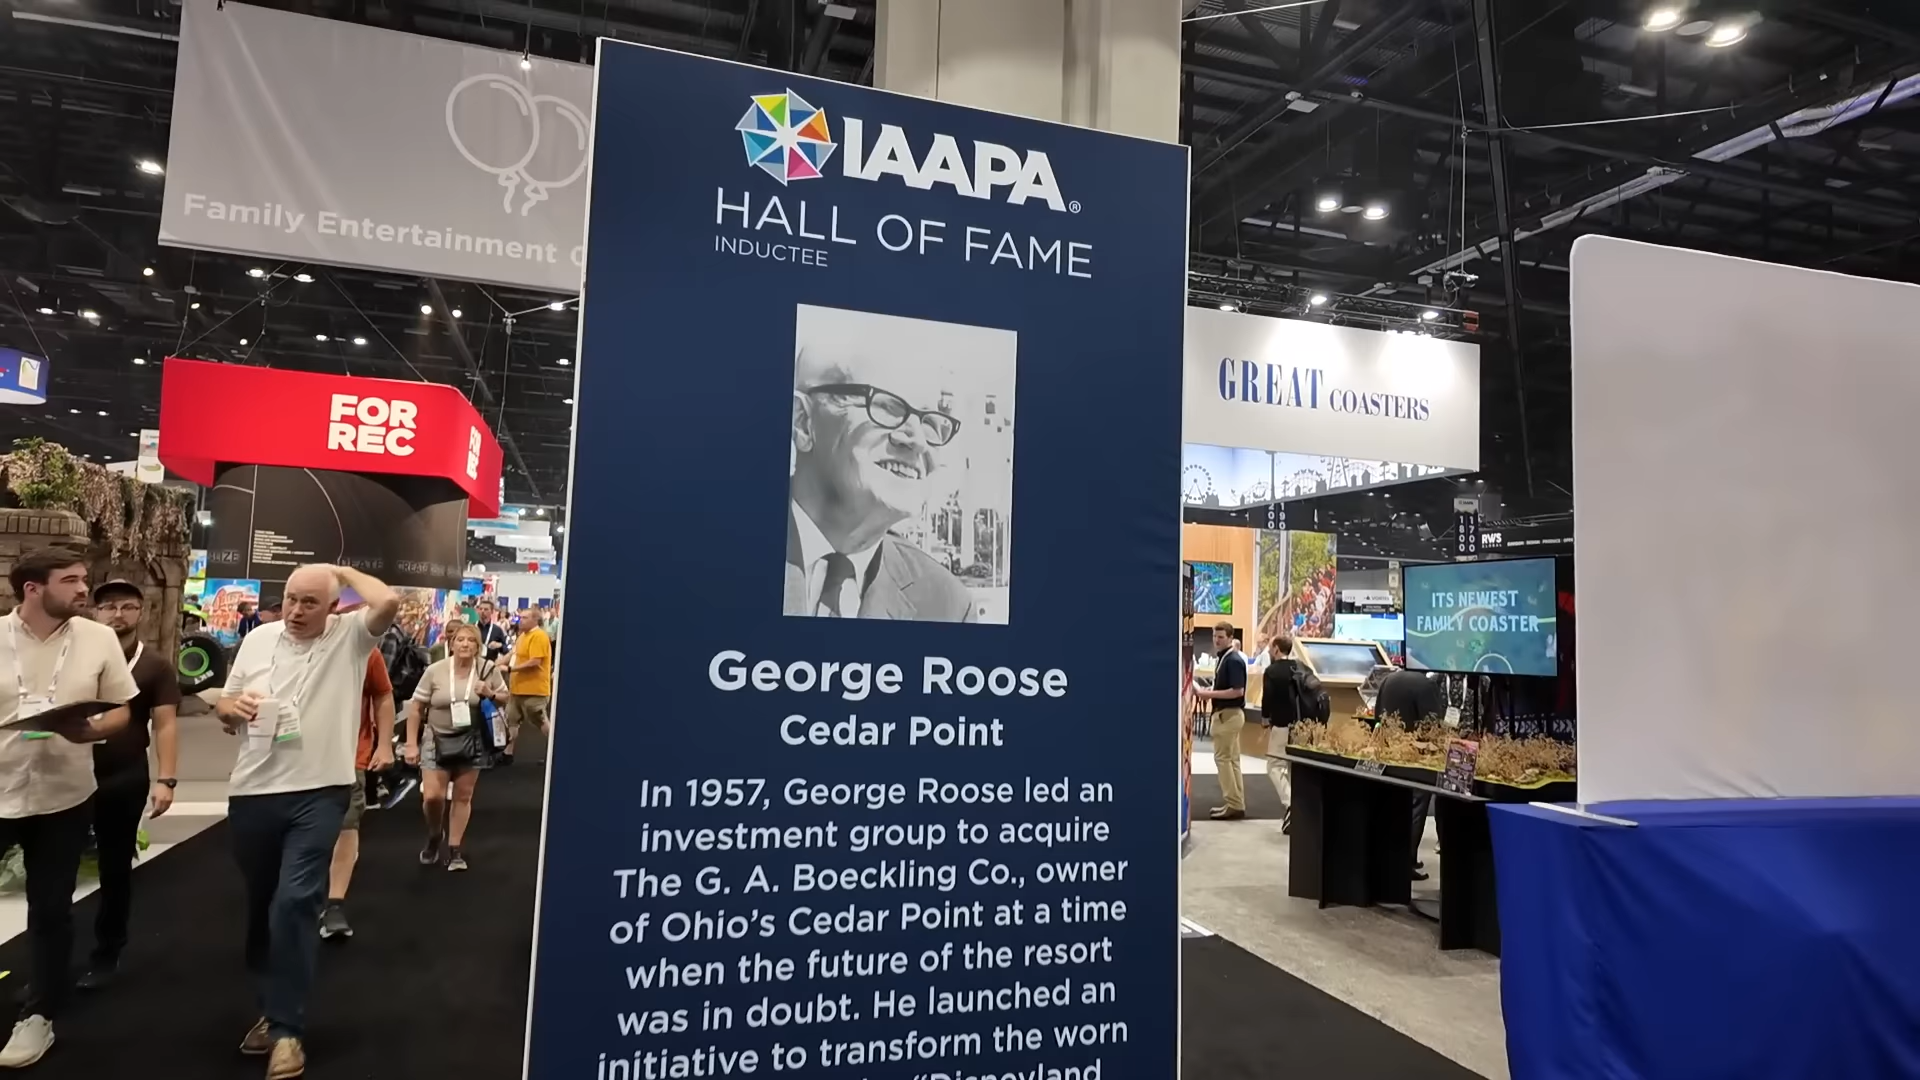 Family Entertainment
FOR
REC
IAAPA®
HALL OF FAME
INDUCTEE
George Roose
Cedar Point
In 1957, George Roose led an
investment group to acquire
The G. A. Boeckling Co., owner
of Ohio's Cedar Point at a time
when the future of the resort
was in doubt. He launched an
initiative to transform the worn
"Disneyland
GREAT COASTERS
RWS
ITS NEWEST
FAMILY COASTER